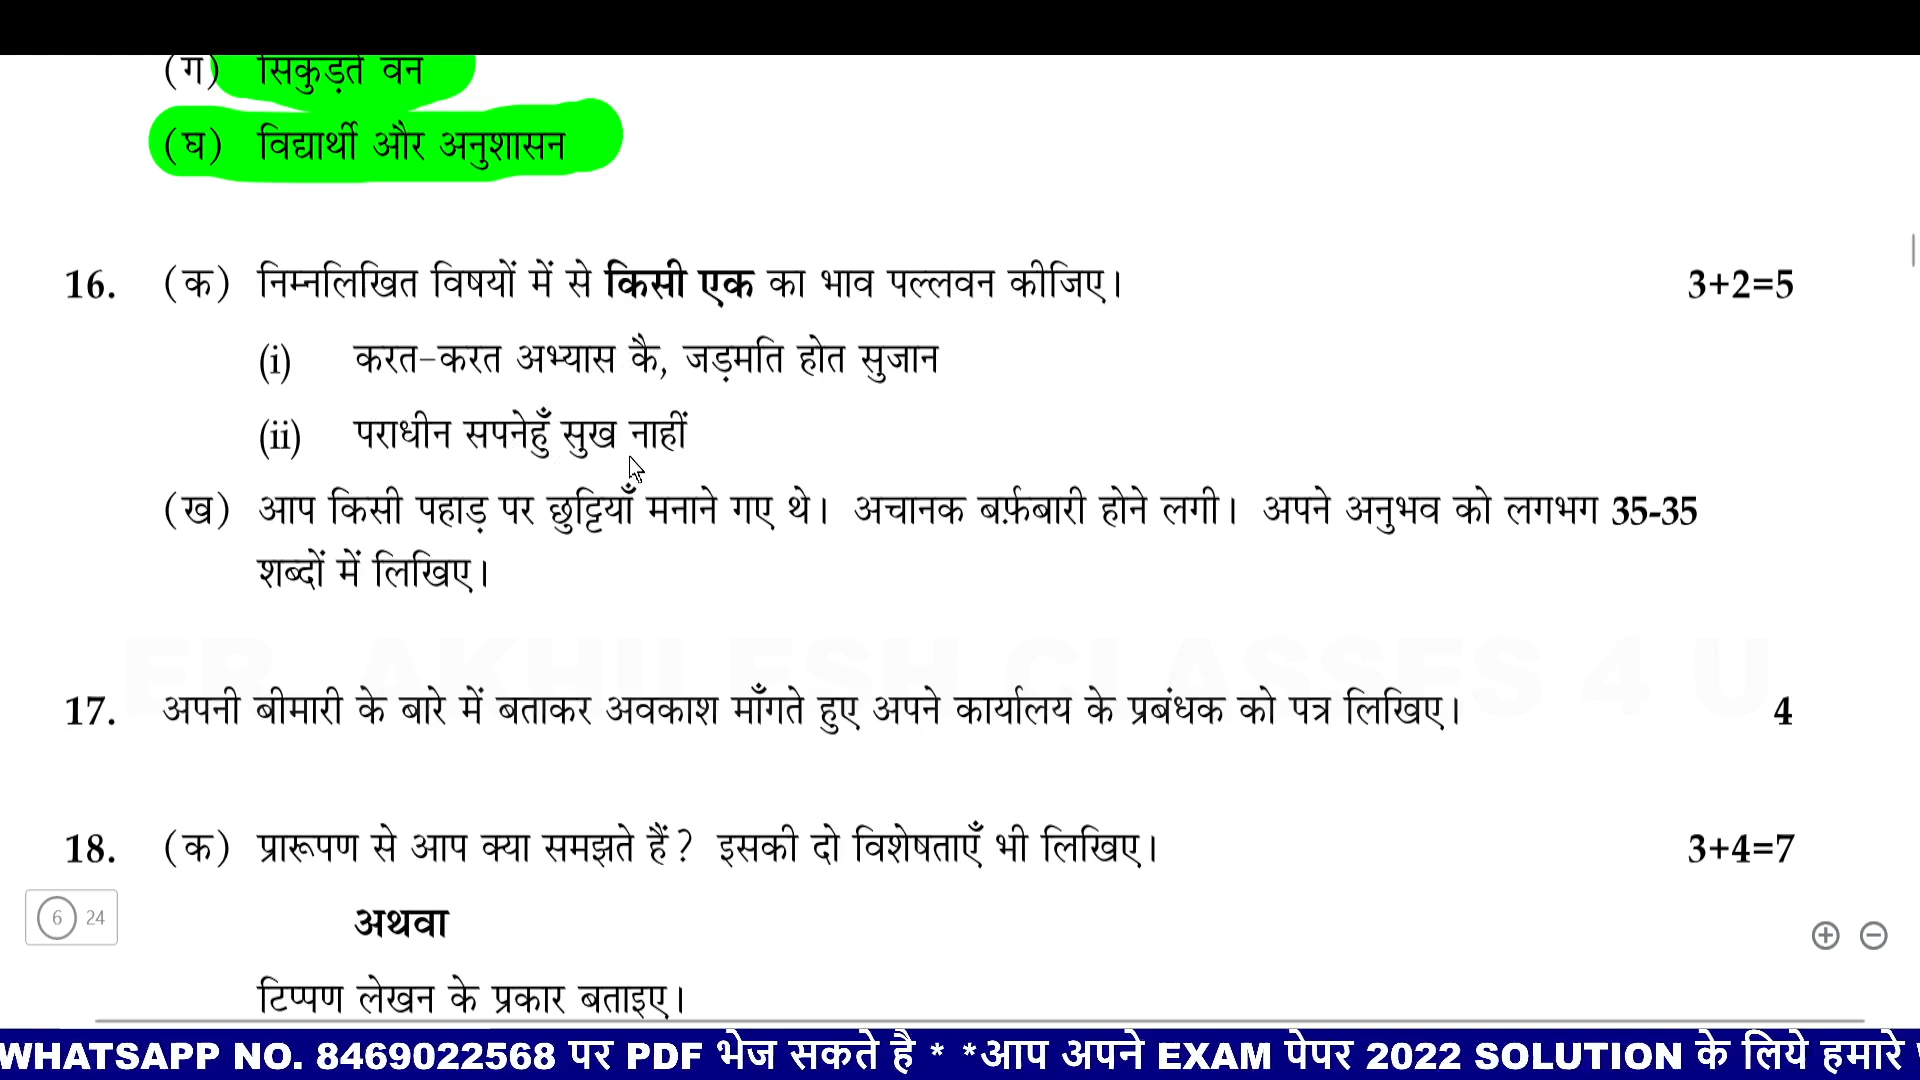 (ग) सिकुड़ते वन
(घ) विद्यार्थी और अनुशासन
16. (क) निम्नलिखित विषयों में से किसी एक का भाव पल्लवन कीजिए। 3+2=5
(i) करत-करत अभ्यास कै, जड़मति होत सुजान
(ii) पराधीन सपनेहुँ सुख नाहीं
(ख) आप किसी पहाड़ पर छुट्टियाँ मनाने गए थे। अचानक बर्फ़बारी होने लगी। अपने अनुभव को लगभग 35-35
शब्दों में लिखिए।
ER. AKHILESH CLASSES 4 U
17. अपनी बीमारी के बारे में बताकर अवकाश माँगते हुए अपने कार्यालय के प्रबंधक को पत्र लिखिए। 4
18. (क) प्रारूपण से आप क्या समझते हैं? इसकी दो विशेषताएँ भी लिखिए। 3+4=7
6 24
अथवा
टिप्पण लेखन के प्रकार बताइए।
WHATSAPP NO. 8469022568 पर PDF भेज सकते है * *आप अपने EXAM पेपर 2022 SOLUTION के लिये हमारे